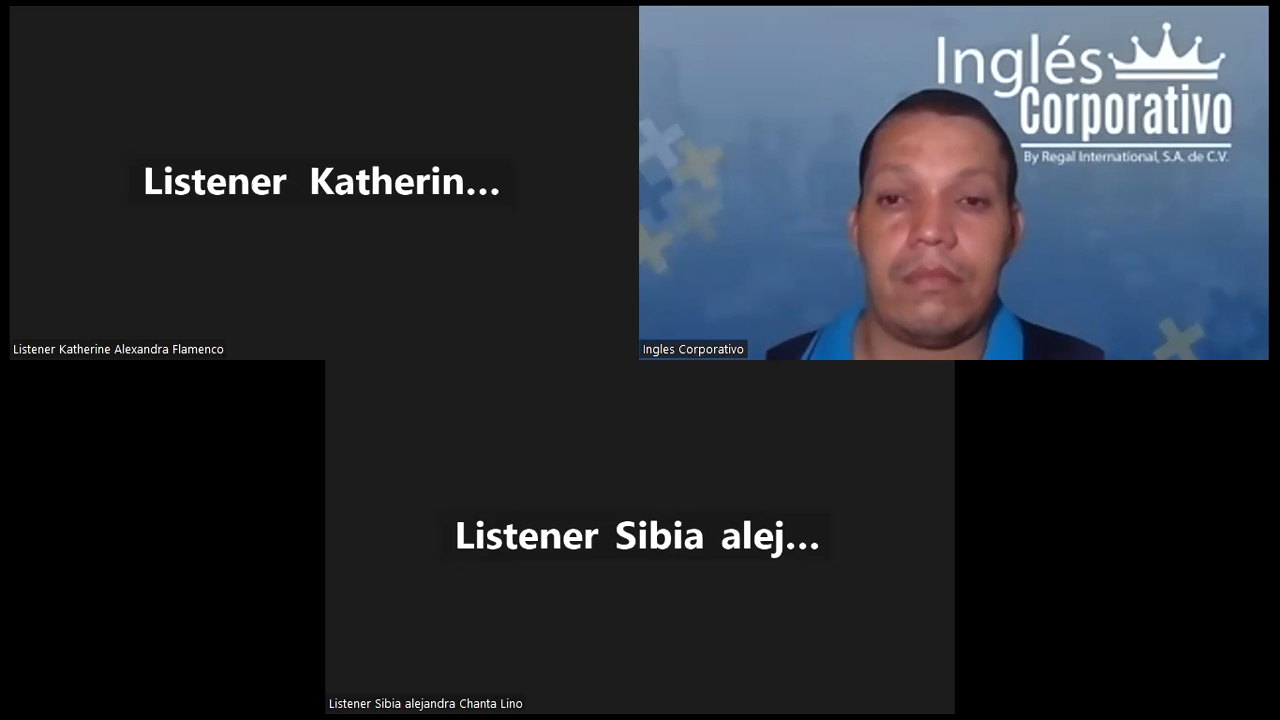 Listener Katherin...
Listener Katherine Alexandra Flamenco
Inglés
Corporativo
By Regal International, S.A. de C.V.
Ingles Corporativo
Listener Sibia alej...
Listener Sibia alejandra Chanta Lino